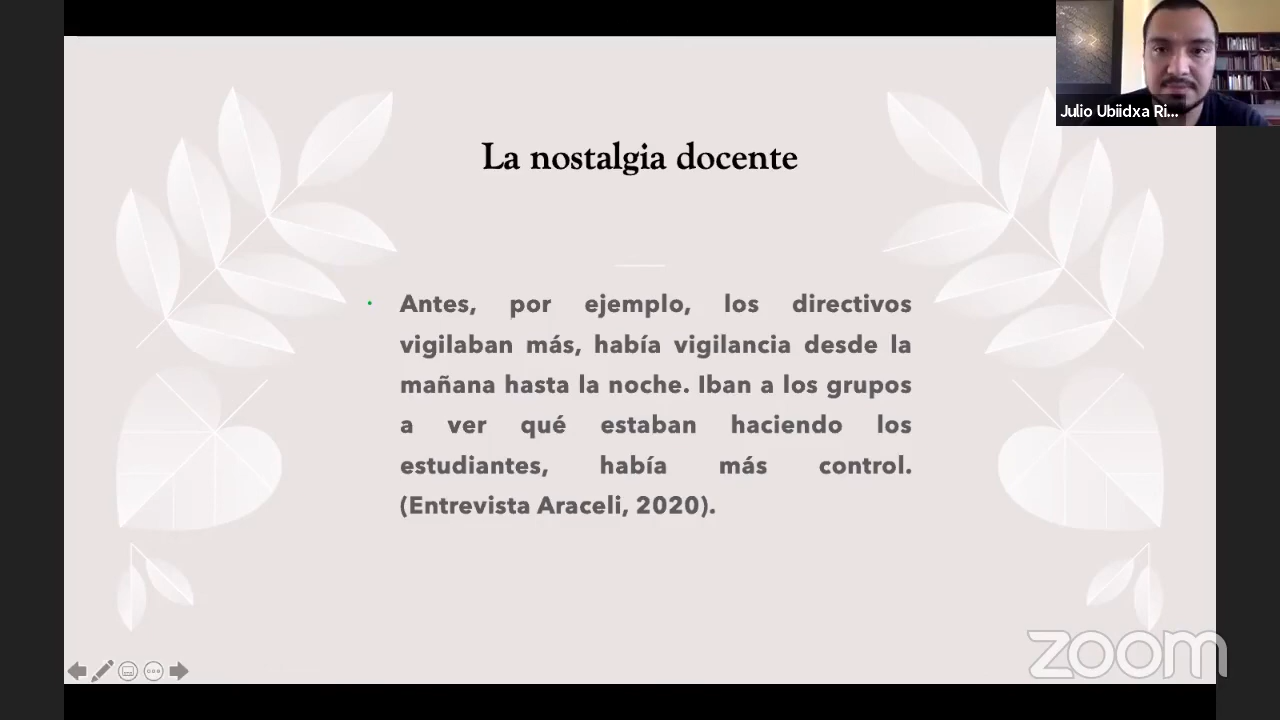 Julio Ubiidxa Ri...
La nostalgia docente
• Antes, por ejemplo, los directivos
vigilaban más, había vigilancia desde la
mañana hasta la noche. Iban a los grupos
a ver qué estaban haciendo los
estudiantes, había más control.
(Entrevista Araceli, 2020).
zoom